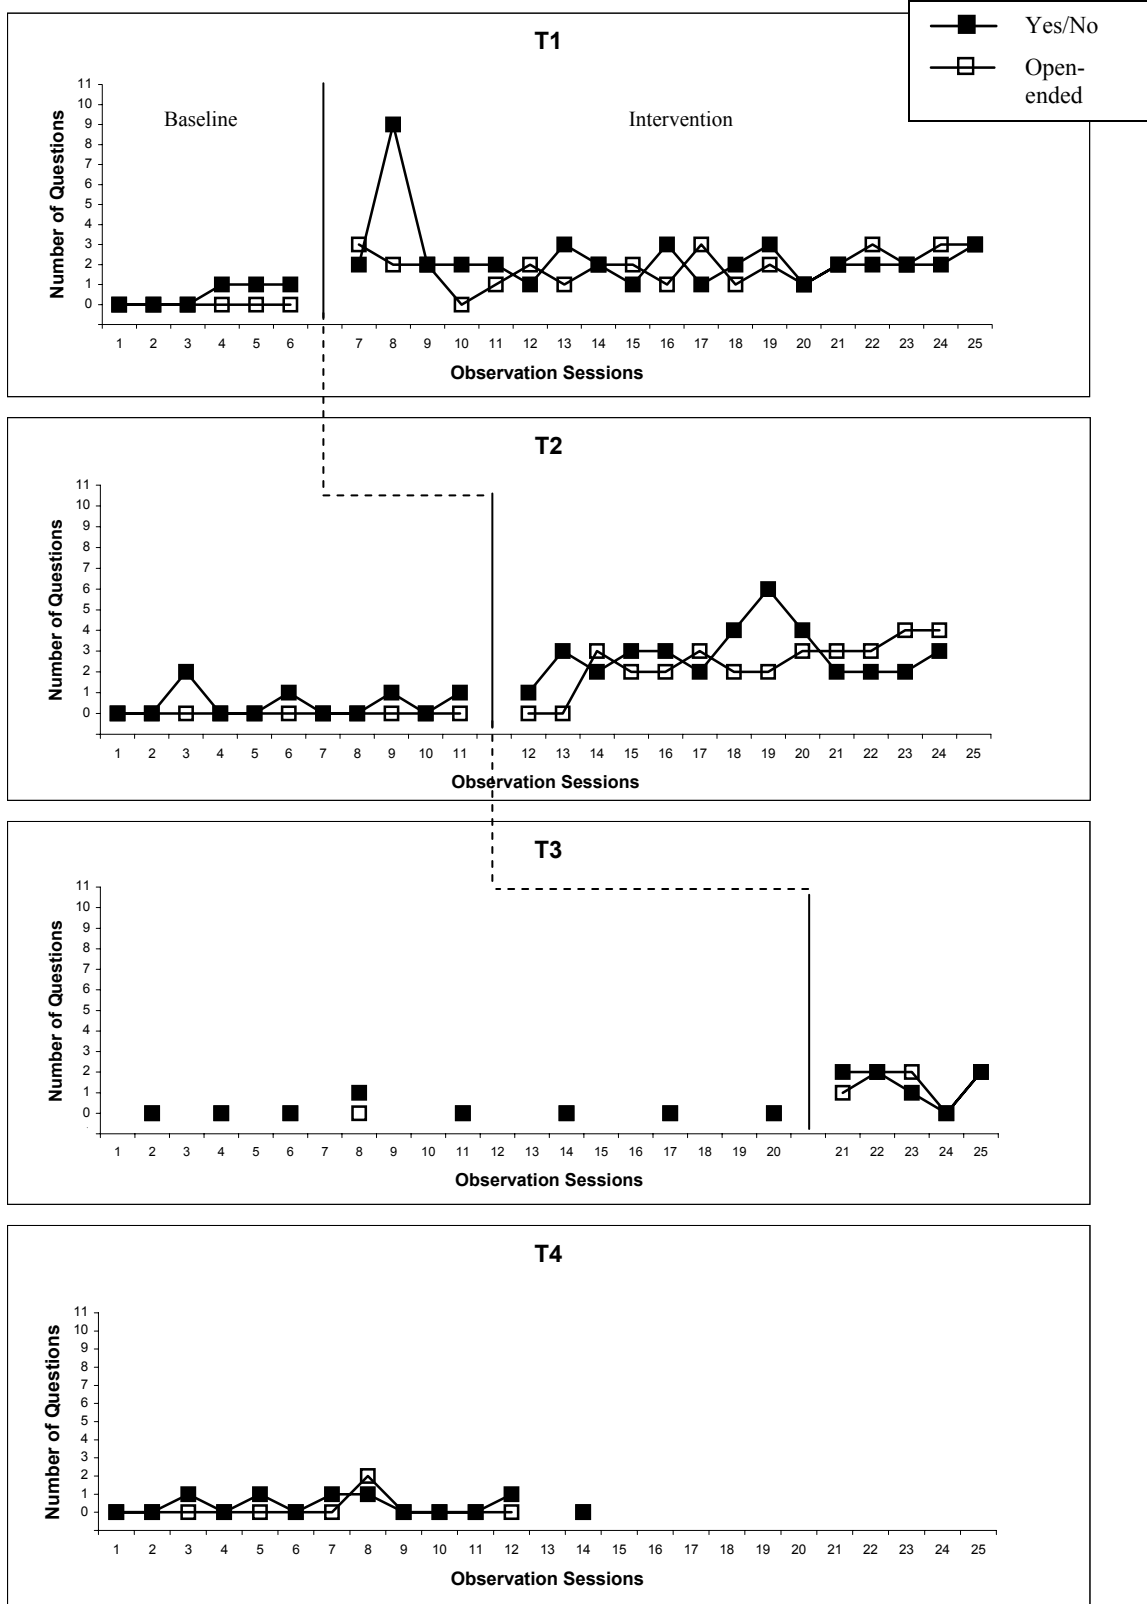 Yes/No
Open-
ended
T1
Baseline
Intervention
Number of Questions
11
10
9
8
7
6
5
4
3
2
1
0
1 2 3 4 5 6 7 8 9 10 11 12 13 14 15 16 17 18 19 20 21 22 23 24 25
Observation Sessions
T2
Number of Questions
11
10
9
8
7
6
5
4
3
2
1
0
1 2 3 4 5 6 7 8 9 10 11 12 13 14 15 16 17 18 19 20 21 22 23 24 25
Observation Sessions
T3
Number of Questions
11
10
9
8
7
6
5
4
3
2
1
0
1 2 3 4 5 6 7 8 9 10 11 12 13 14 15 16 17 18 19 20 21 22 23 24 25
Observation Sessions
T4
Number of Questions
11
10
9
8
7
6
5
4
3
2
1
0
1 2 3 4 5 6 7 8 9 10 11 12 13 14 15 16 17 18 19 20 21 22 23 24 25
Observation Sessions